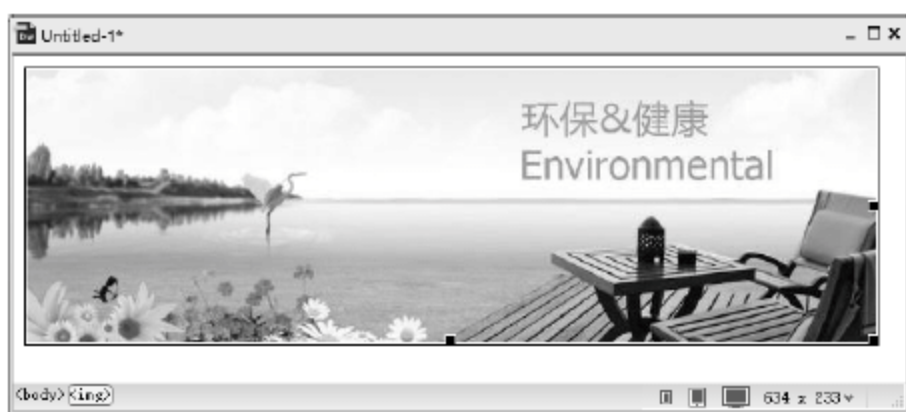 Untitled-1*
环保&健康
Environmental
<body><img>
634 x 233